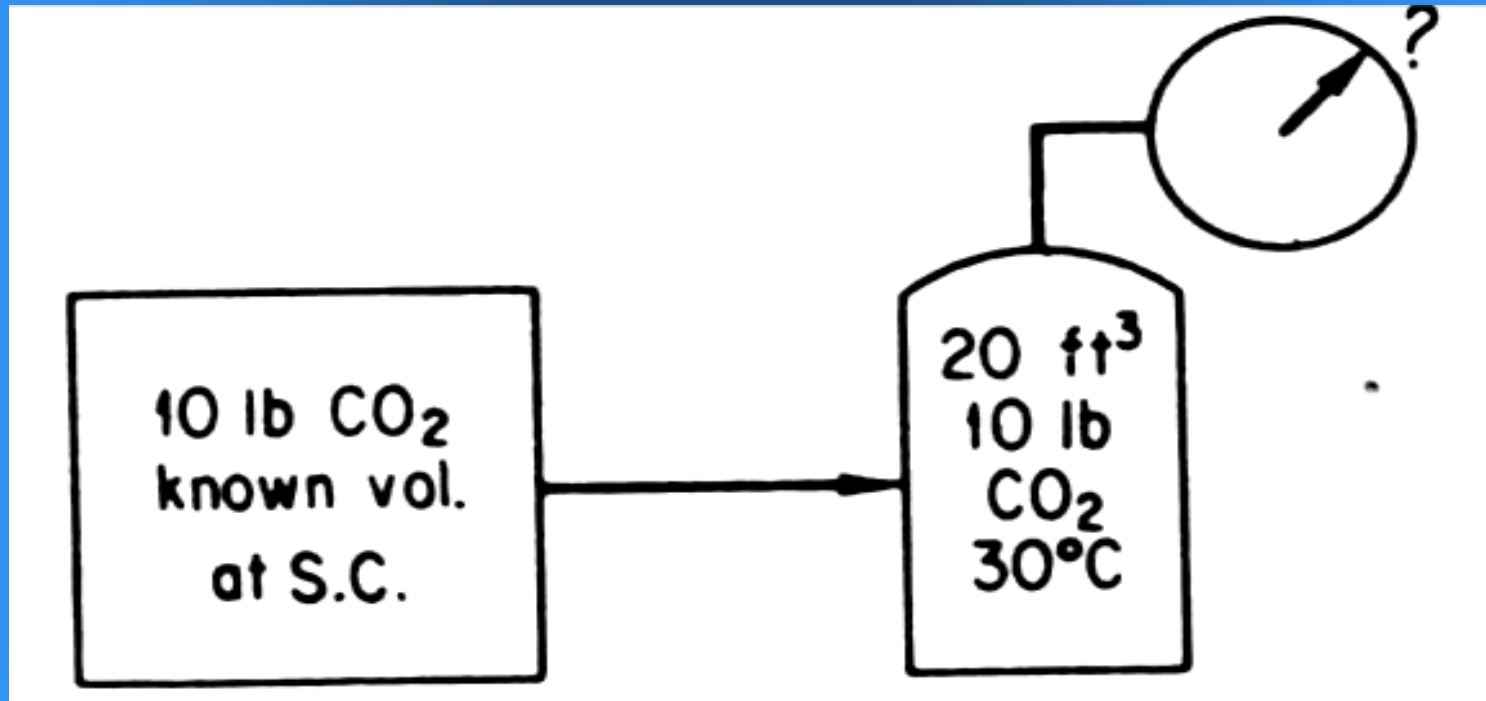 ?
10 lb CO₂
known vol.
at S.C.
20 ft³
10 lb
CO₂
30°C